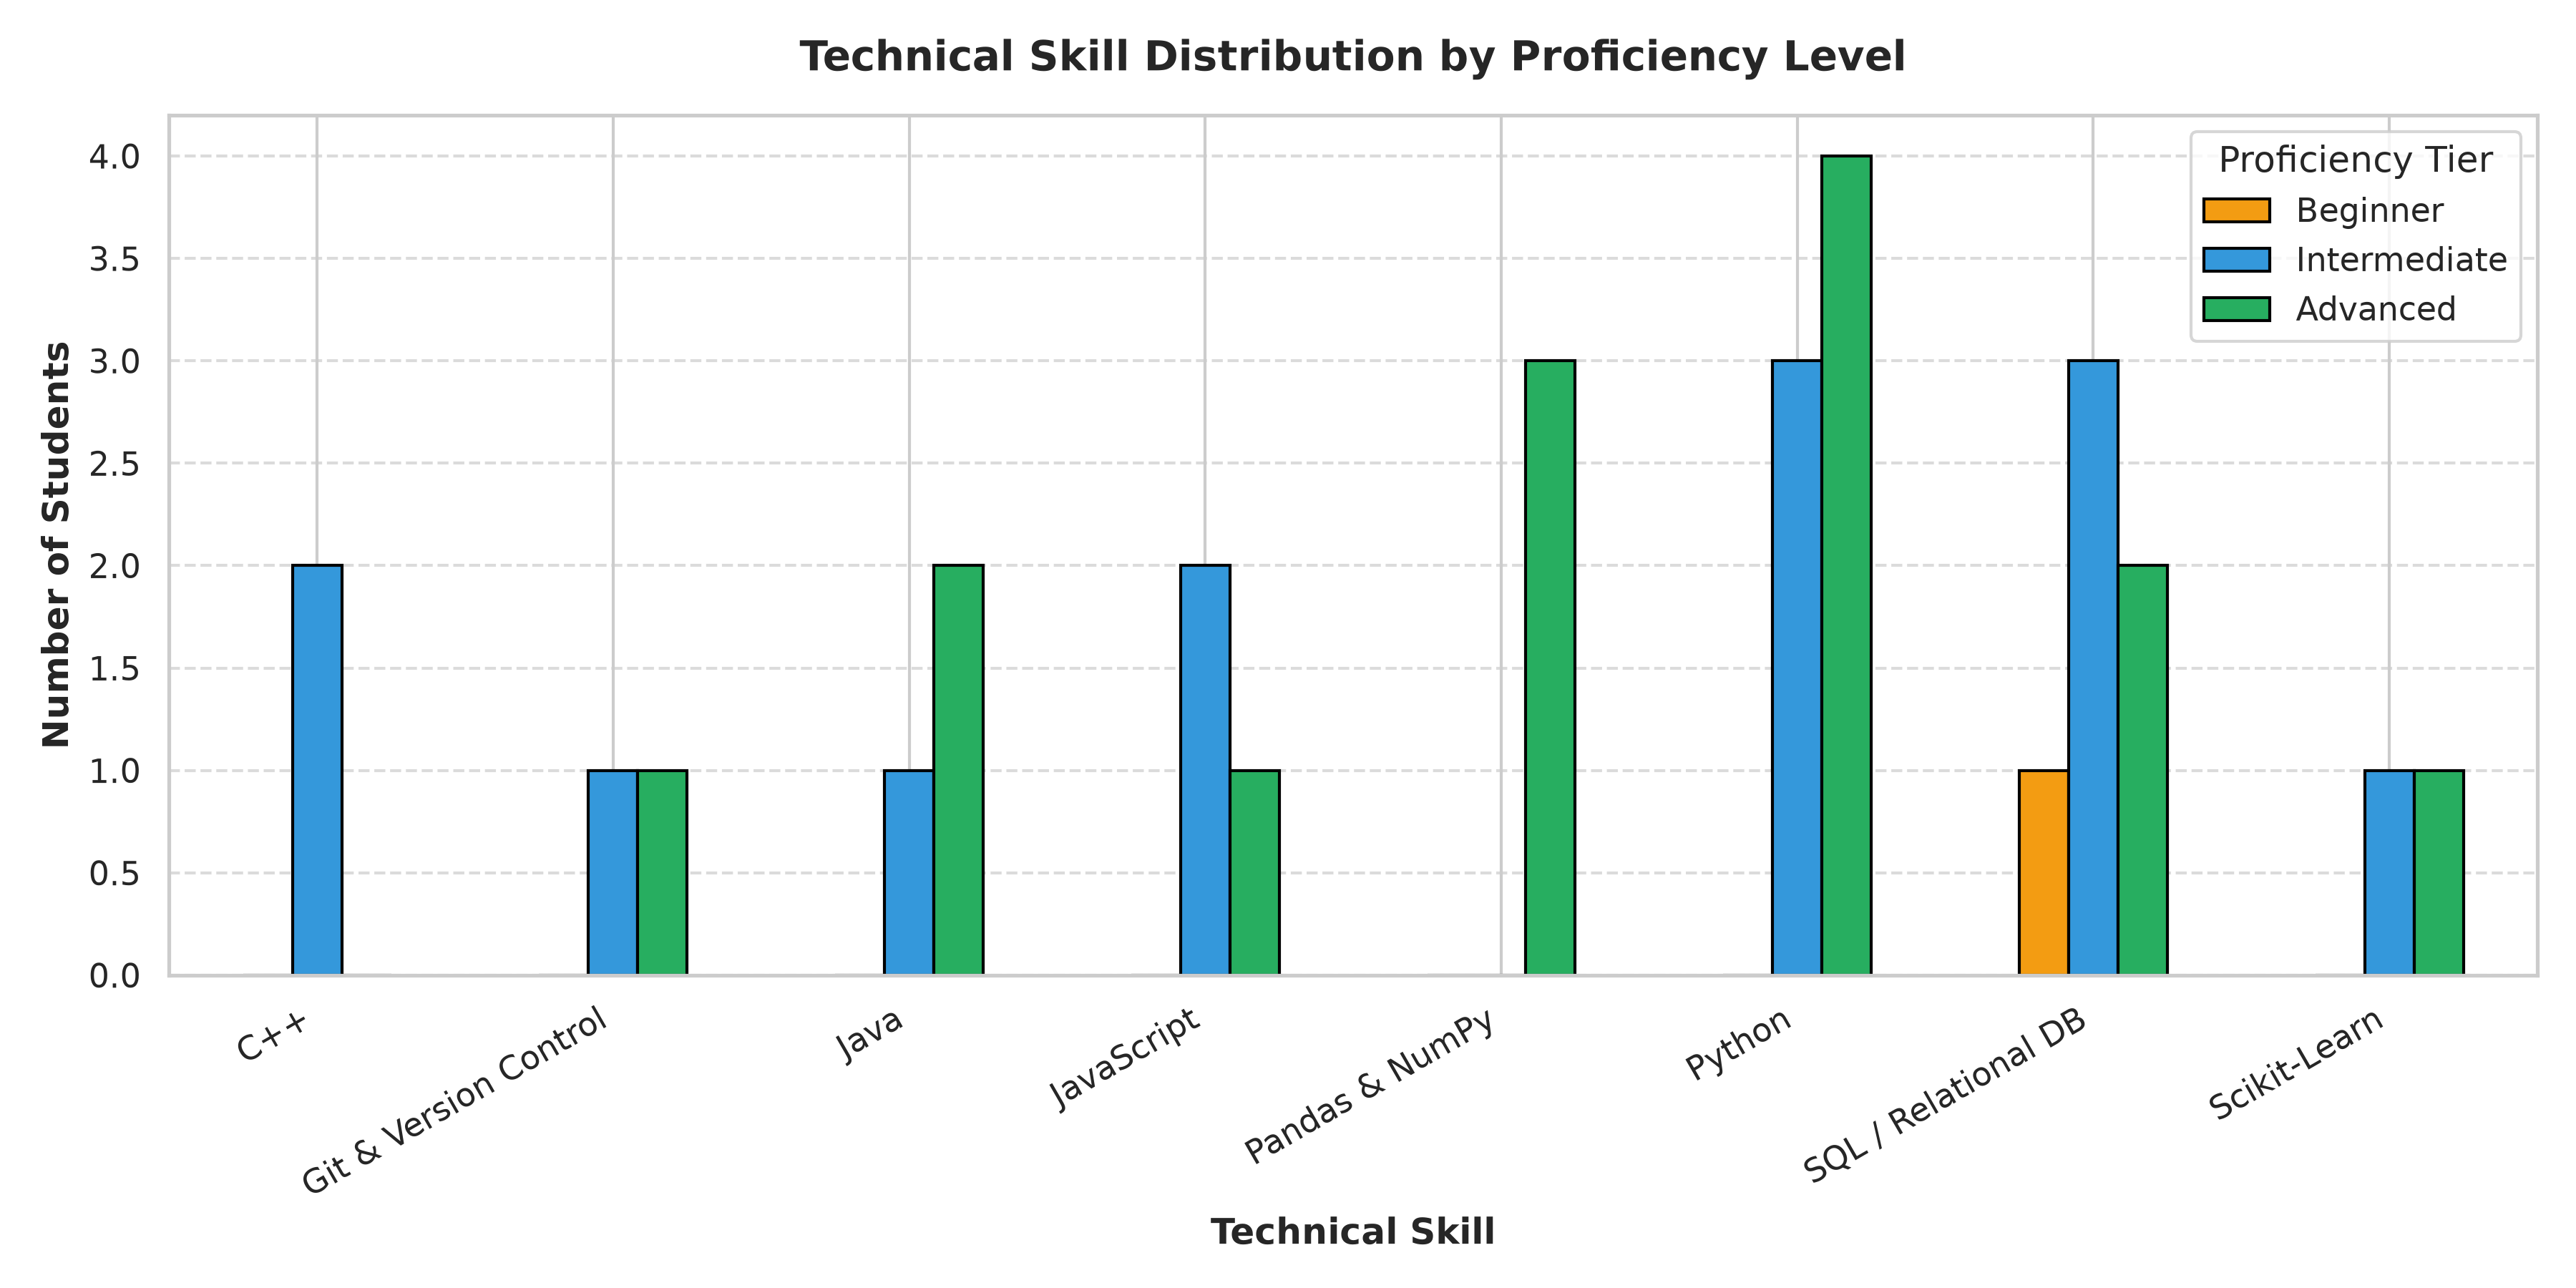 Technical Skill Distribution by Proficiency Level
Number of Students
4.0
3.5
3.0
2.5
2.0
1.5
1.0
0.5
0.0
Proficiency Tier
Beginner
Intermediate
Advanced
C++
Git & Version Control
Java
JavaScript
Pandas & NumPy
Python
SQL / Relational DB
Scikit-Learn
Technical Skill